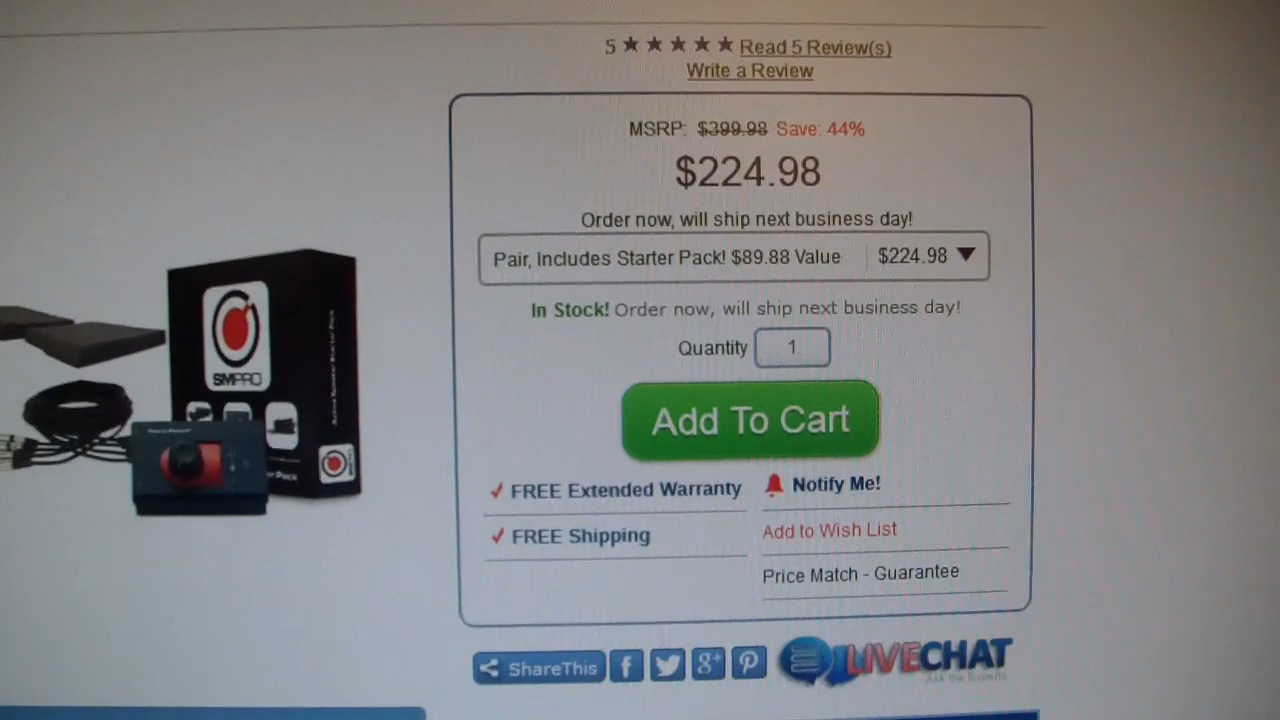 5 ★★★★★ Read 5 Review(s)
Write a Review
MSRP: $399.98 Save: 44%
$224.98
Order now, will ship next business day!
Pair, Includes Starter Pack! $89.88 Value $224.98
In Stock! Order now, will ship next business day!
Quantity 1
Add To Cart
SMPRO
FREE Extended Warranty
Notify Me!
FREE Shipping
Add to Wish List
Price Match - Guarantee
ShareThis
LIVECHAT
Ask the Experts